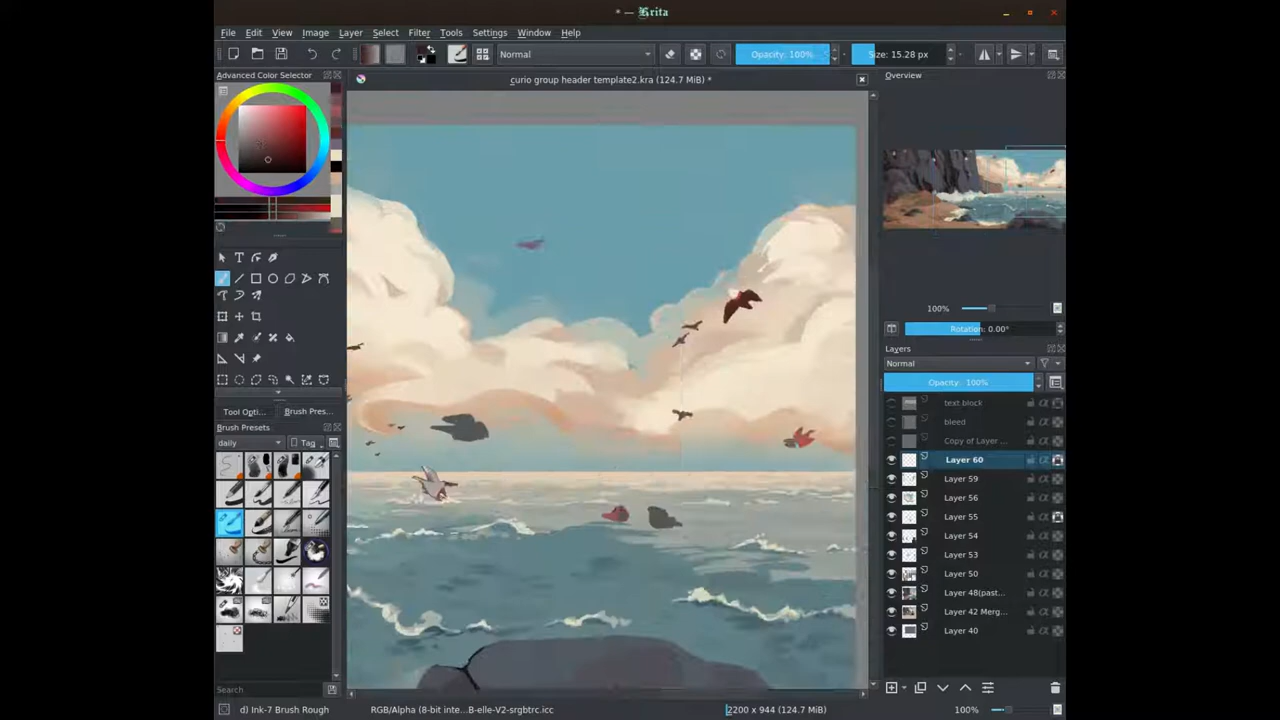 * — Krita
File Edit View Image Layer Select Filter Tools Settings Window Help
Normal
Opacity: 100%
Size: 15.28 px
Advanced Color Selector
curio group header template2.kra (124.7 MiB) *
Overview
100%
Rotation: 0.00°
Layers
Normal
Opacity: 100%
text block
bleed
Copy of Layer ...
Layer 60
Layer 59
Layer 56
Layer 55
Layer 54
Layer 53
Layer 50
Layer 48(past...
Layer 42 Merg...
Layer 40
Tool Opti...
Brush Pres...
Brush Presets
daily
Tag
Search
d) Ink-7 Brush Rough
RGB/Alpha (8-bit inte...B-elle-V2-srgbtrc.icc
2200 x 944 (124.7 MiB)
100%